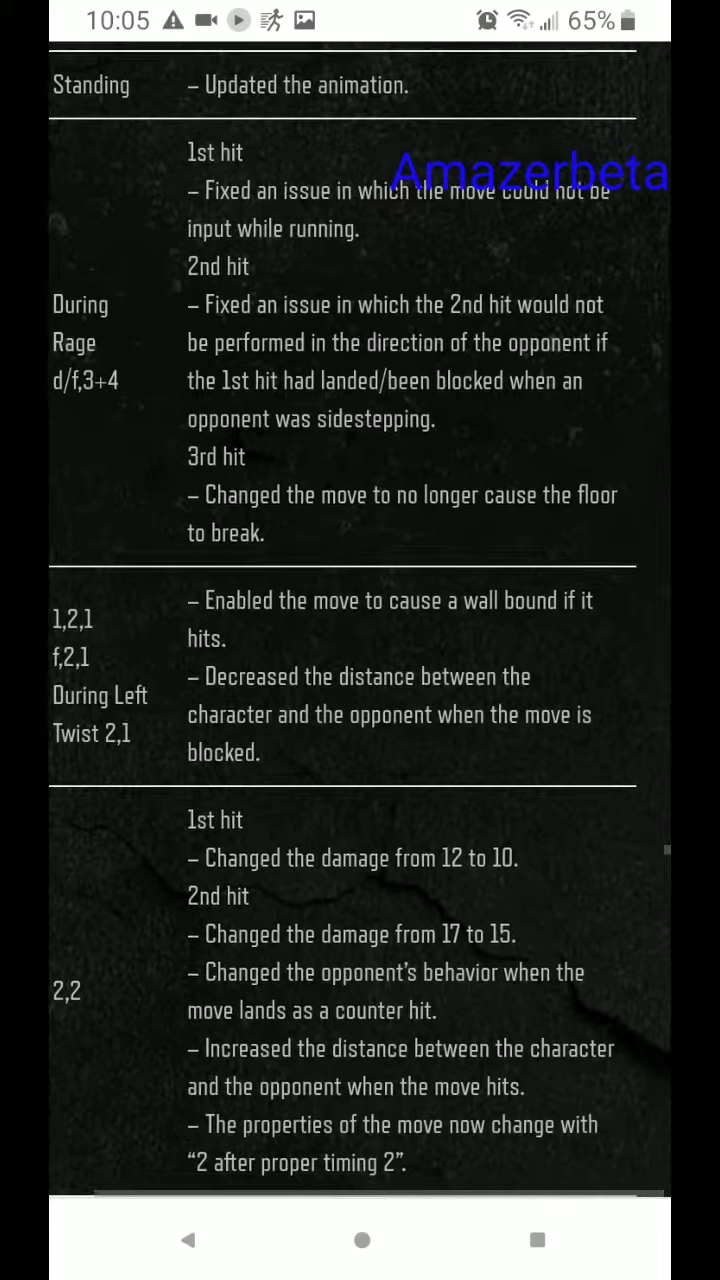 10:05
65%
Standing
– Updated the animation.
Amazerbeta
During
Rage
d/f,3+4
1st hit
– Fixed an issue in which the move could not be
input while running.
2nd hit
– Fixed an issue in which the 2nd hit would not
be performed in the direction of the opponent if
the 1st hit had landed/been blocked when an
opponent was sidestepping.
3rd hit
– Changed the move to no longer cause the floor
to break.
1,2,1
f,2,1
During Left
Twist 2,1
– Enabled the move to cause a wall bound if it
hits.
– Decreased the distance between the
character and the opponent when the move is
blocked.
2,2
1st hit
– Changed the damage from 12 to 10.
2nd hit
– Changed the damage from 17 to 15.
– Changed the opponent's behavior when the
move lands as a counter hit.
– Increased the distance between the character
and the opponent when the move hits.
– The properties of the move now change with
“2 after proper timing 2”.